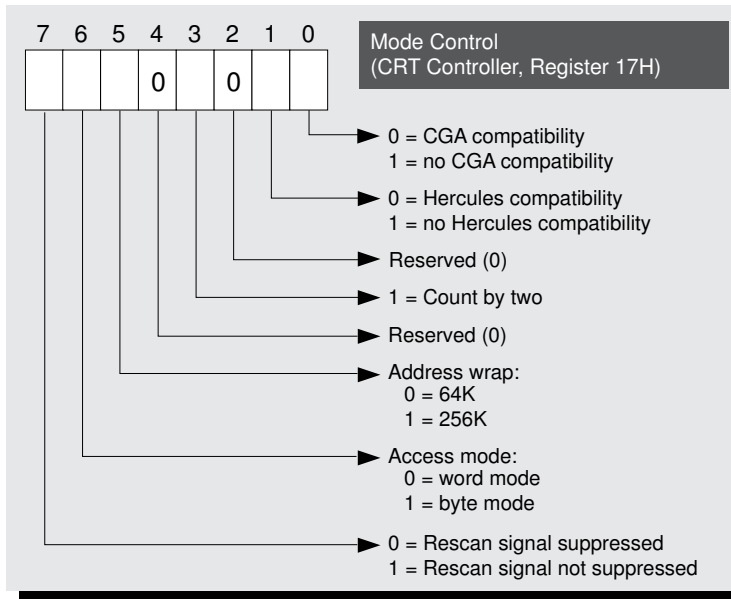 7 6 5 4 3 2 1 0
0 0
Mode Control
(CRT Controller, Register 17H)
0 = CGA compatibility
1 = no CGA compatibility
0 = Hercules compatibility
1 = no Hercules compatibility
Reserved (0)
1 = Count by two
Reserved (0)
Address wrap:
0 = 64K
1 = 256K
Access mode:
0 = word mode
1 = byte mode
0 = Rescan signal suppressed
1 = Rescan signal not suppressed